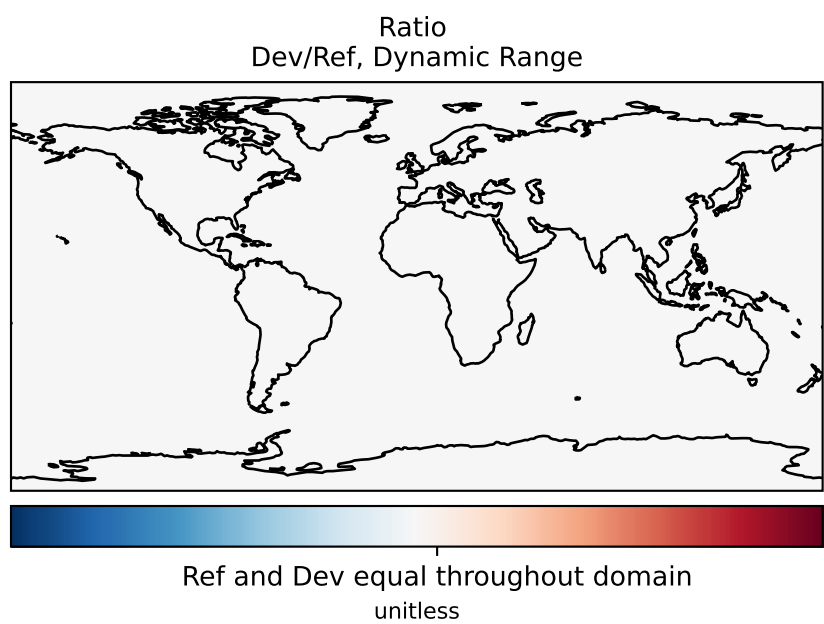 Ratio
Dev/Ref, Dynamic Range
Ref and Dev equal throughout domain
unitless